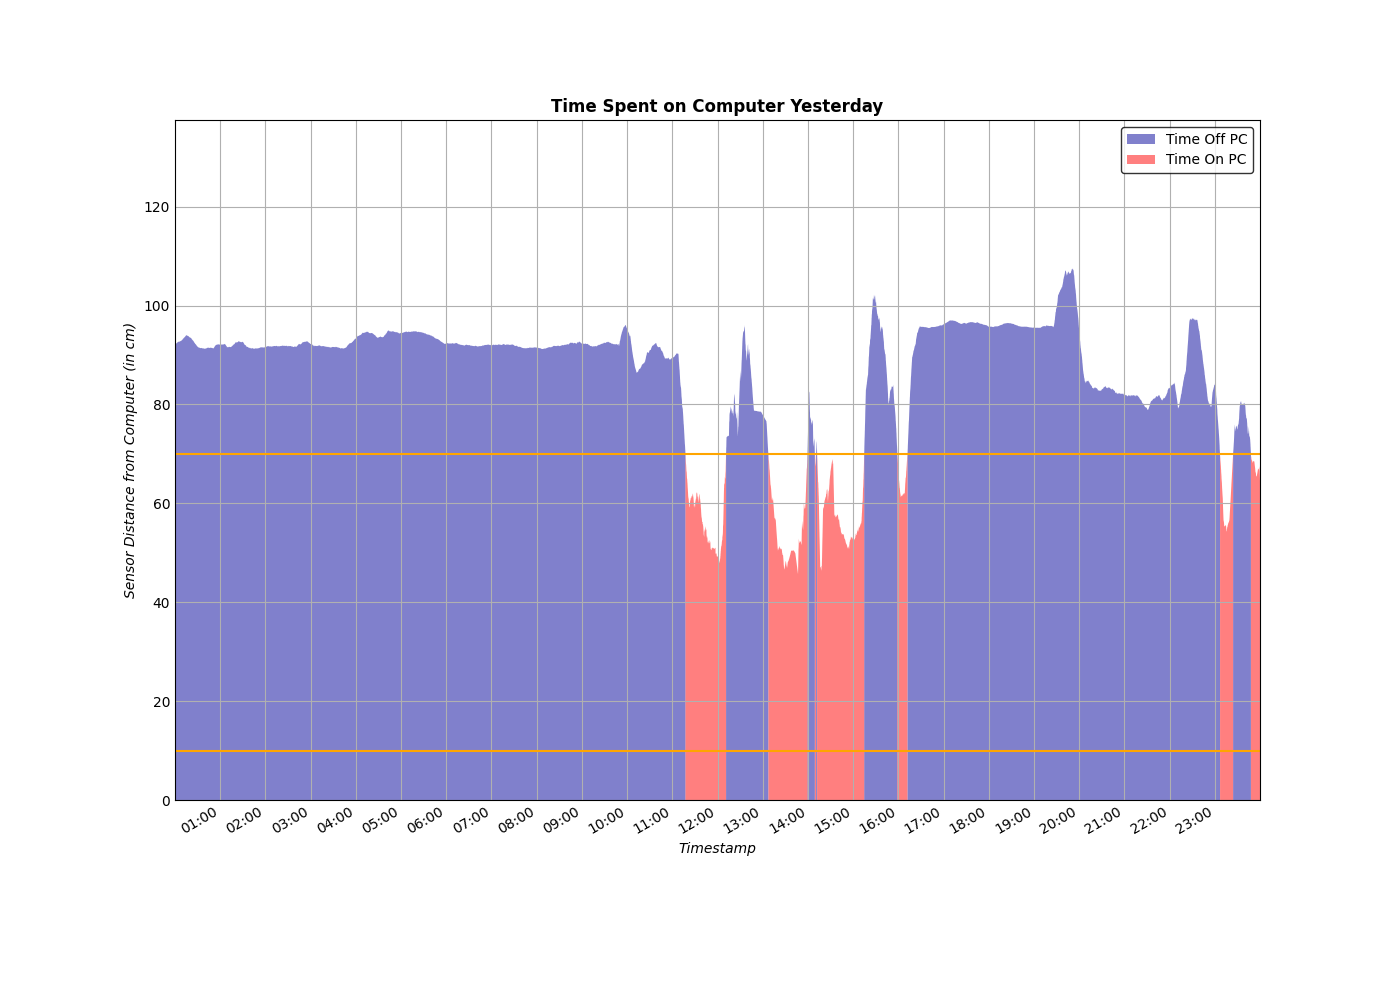 Time Spent on Computer Yesterday
Time Off PC
Time On PC
Sensor Distance from Computer (in cm)
120
100
80
60
40
20
0
01:00 02:00 03:00 04:00 05:00 06:00 07:00 08:00 09:00 10:00 11:00 12:00 13:00 14:00 15:00 16:00 17:00 18:00 19:00 20:00 21:00 22:00 23:00
Timestamp